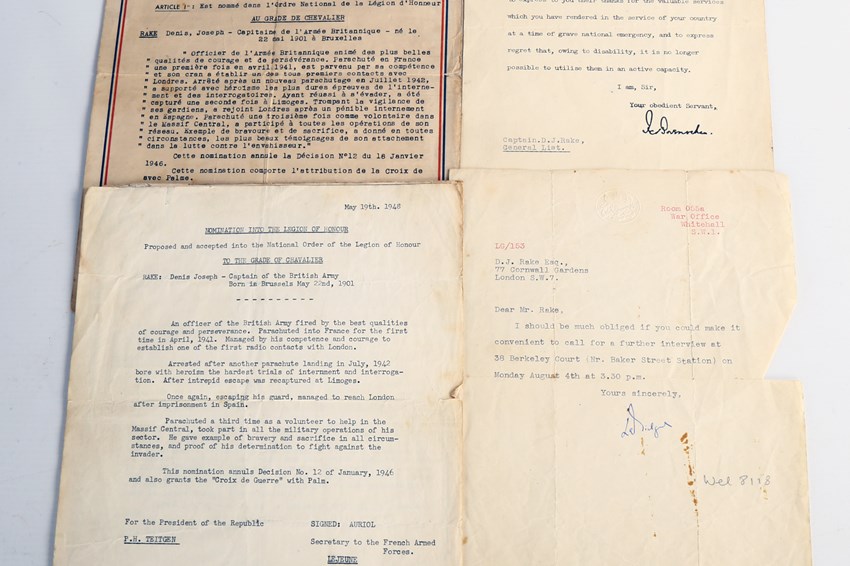 ARTICLE 1 : Est nommé dans l'Ordre National de la Légion d'Honneur
AU GRADE DE CHEVALIER
RAKE Denis, Joseph - Capitaine de l'Armée Britannique - né le
22 mai 1901 à Bruxelles
" Officier de l'Armée Britannique animé des plus belles
" qualités de courage et de persévérance. Parachuté en France
" une première fois en avril 1941, est parvenu par sa compétence
" et son cran à établir un des tous premiers contacts avec
" Londres. Arrêté après un nouveau parachutage en Juillet 1942,
" a supporté avec héroïsme les plus dures épreuves de l'interne-
" ment et des interrogatoires. Ayant réussi à s'évader, a été
" capturé une seconde fois à Limoges. Trompant la vigilance de
" ses gardiens, a rejoint Londres après un pénible internement
" en Espagne. Parachuté une troisième fois comme volontaire dans
" le Massif Central, a participé à toutes les opérations de son
" réseau. Exemple de bravoure et de sacrifice, a donné en toutes
" circonstances, les plus beaux témoignages de son attachement
" dans la lutte contre l'envahisseur."
Cette nomination annule la Décision N°12 du 16 Janvier
1946.
Cette nomination comporte l'attribution de la Croix de
avec Palme.
thanks for the valuable services
which you have rendered in the service of your country
at a time of grave national emergency, and to express
regret that, owing to disability, it is no longer
possible to utilise them in an active capacity.
I am, Sir,
Your obedient Servant,
Captain.D.J.Rake,
General List.
May 19th. 1948
NOMINATION INTO THE LEGION OF HONOUR
Proposed and accepted into the National Order of the Legion of Honour
TO THE GRADE OF CHAVALIER
RAKE: Denis Joseph - Captain of the British Army
Born in Brussels May 22nd, 1901
----------
An officer of the British Army fired by the best qualities
of courage and perseverance. Parachuted into France for the first
time in April, 1941. Managed by his competence and courage to
establish one of the first radio contacts with London.
Arrested after another parachute landing in July, 1942
bore with heroism the hardest trials of internment and interroga-
tion. After intrepid escape was recaptured at Limoges.
Once again, escaping his guard, managed to reach London
after imprisonment in Spain.
Parachuted a third time as a volunteer to help in the
Massif Central, took part in all the military operations of his
sector. He gave example of bravery and sacrifice in all circum-
stances, and proof of his determination to fight against the
invader.
This nomination annuls Decision No. 12 of January, 1946
and also grants the "Croix de Guerre" with Palm.
For the President of the Republic
P.H. TEITGEN
SIGNED: AURIOL
Secretary to the French Armed
Forces.
LEJEUNE
Room 055a
War Office
Whitehall
S.W.1.
LS/153
D.J. Rake Esq.,
77 Cornwall Gardens
London S.W.7.
Dear Mr. Rake,
I should be much obliged if you could make it
convenient to call for a further interview at
38 Berkeley Court (Nr. Baker Street Station) on
Monday August 4th at 3.30 p.m.
Yours sincerely,
Wel 8118